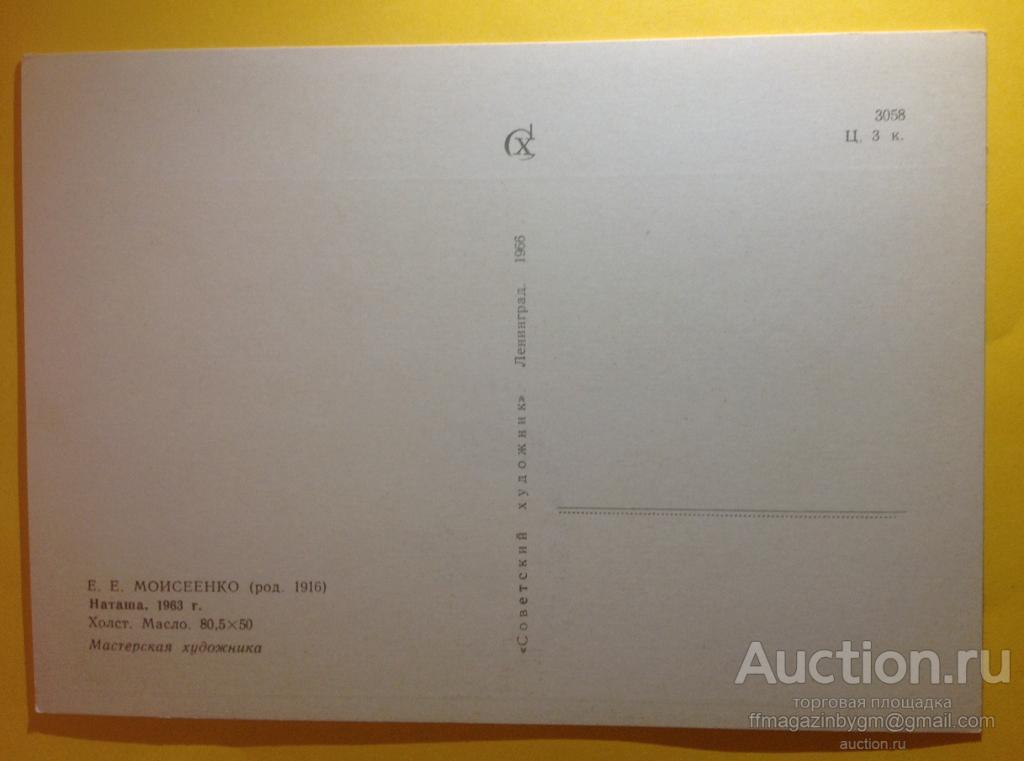 3058
Ц. 3 к.
СХ
«Советский художник». Ленинград. 1966
Е. Е. МОИСЕЕНКО (род. 1916)
Наташа. 1963 г.
Холст. Масло. 80,5×50
Мастерская художника
Auction.ru
торговая площадка
ffmagazinbygm@gmail.com
auction.ru